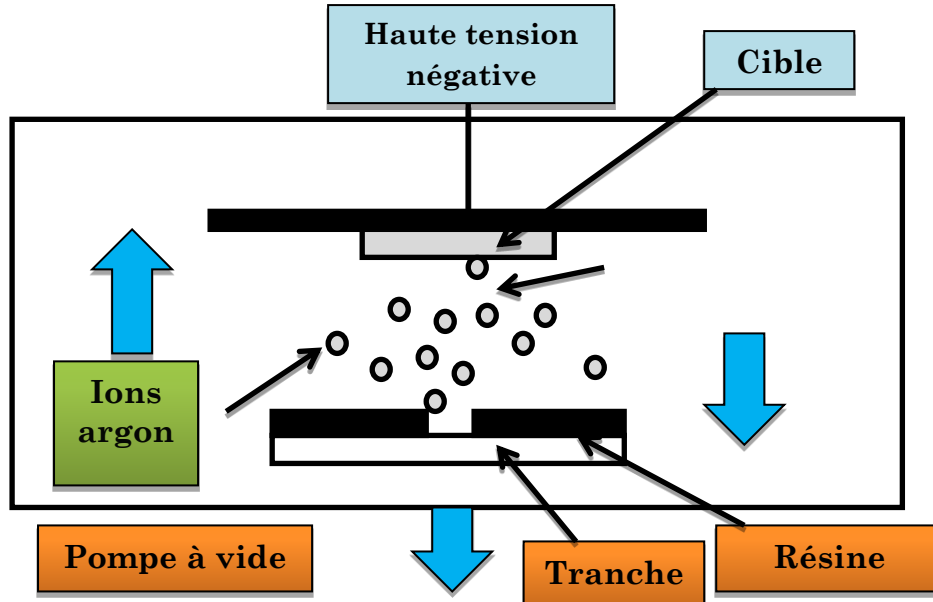 Haute tension
négative
Cible
Ions
argon
Pompe à vide
Tranche
Résine